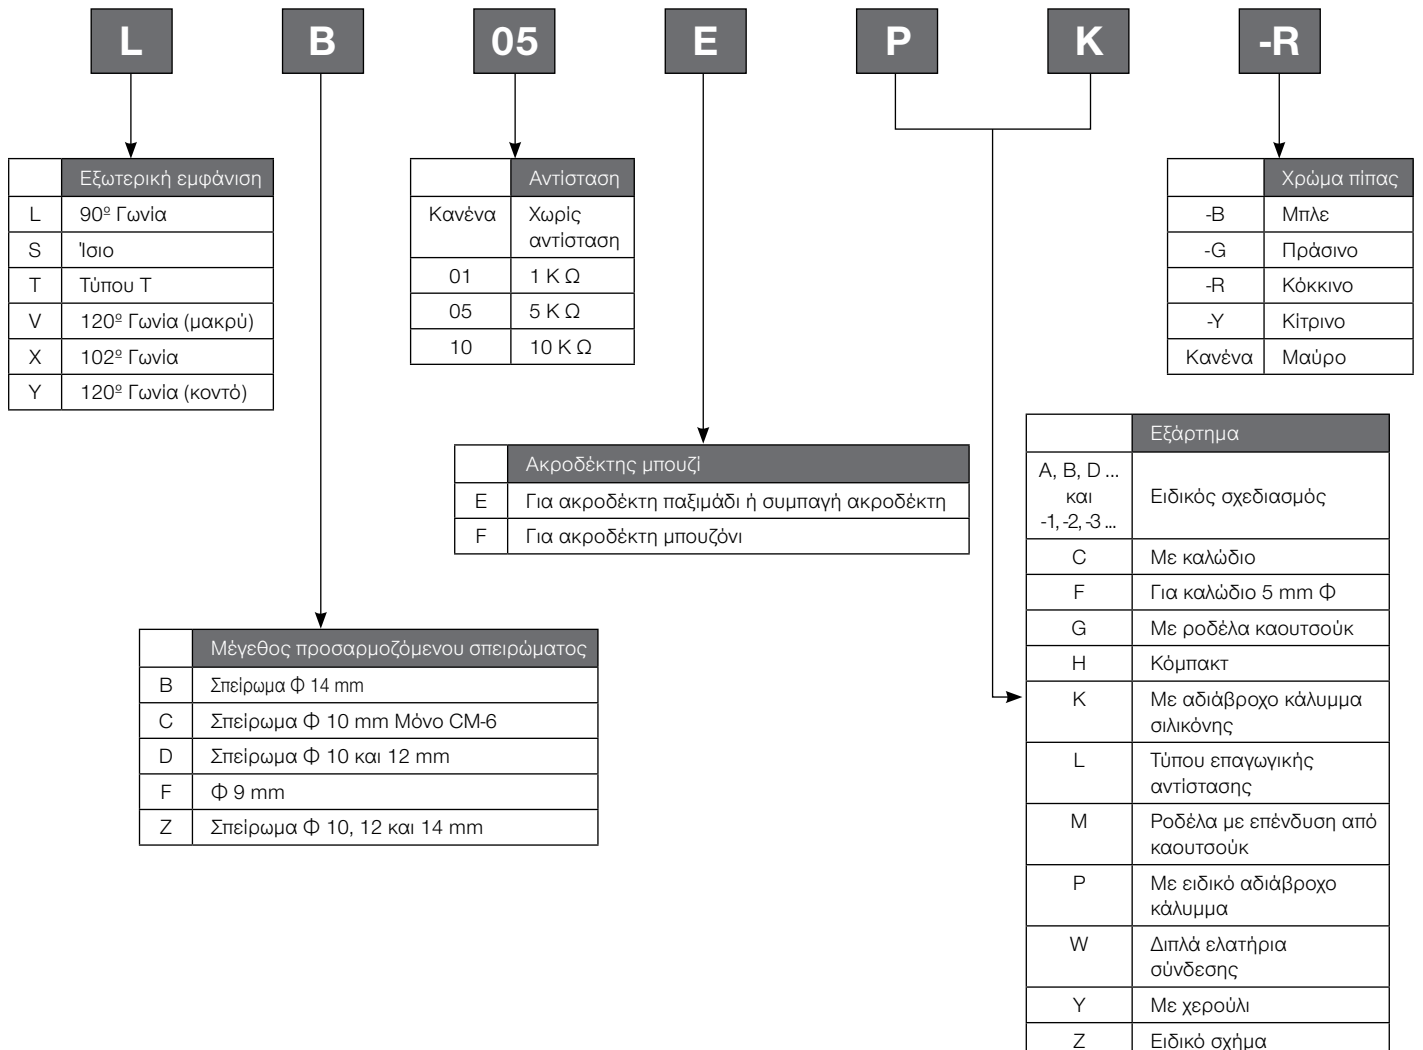 L B 05 E P K -R
Εξωτερική εμφάνιση
L 90º Γωνία
S Ίσιο
T Τύπου Τ
V 120º Γωνία (μακρύ)
X 102º Γωνία
Y 120º Γωνία (κοντό)
Αντίσταση
Κανένα Χωρίς
αντίσταση
01 1 K Ω
05 5 K Ω
10 10 K Ω
Χρώμα πίπας
-B Μπλε
-G Πράσινο
-R Κόκκινο
-Y Κίτρινο
Κανένα Μαύρο
Ακροδέκτης μπουζί
E Για ακροδέκτη παξιμάδι ή συμπαγή ακροδέκτη
F Για ακροδέκτη μπουζόνι
Μέγεθος προσαρμοζόμενου σπειρώματος
B Σπείρωμα Φ 14 mm
C Σπείρωμα Φ 10 mm Μόνο CM-6
D Σπείρωμα Φ 10 και 12 mm
F Φ 9 mm
Z Σπείρωμα Φ 10, 12 και 14 mm
Εξάρτημα
A, B, D ...
και
-1, -2, -3 ...
Ειδικός σχεδιασμός
C Με καλώδιο
F Για καλώδιο 5 mm Φ
G Με ροδέλα καουτσούκ
H Κόμπακτ
K Με αδιάβροχο κάλυμμα
σιλικόνης
L Τύπου επαγωγικής
αντίστασης
M Ροδέλα με επένδυση από
καουτσούκ
P Με ειδικό αδιάβροχο
κάλυμμα
W Διπλά ελατήρια
σύνδεσης
Y Με χερούλι
Z Ειδικό σχήμα